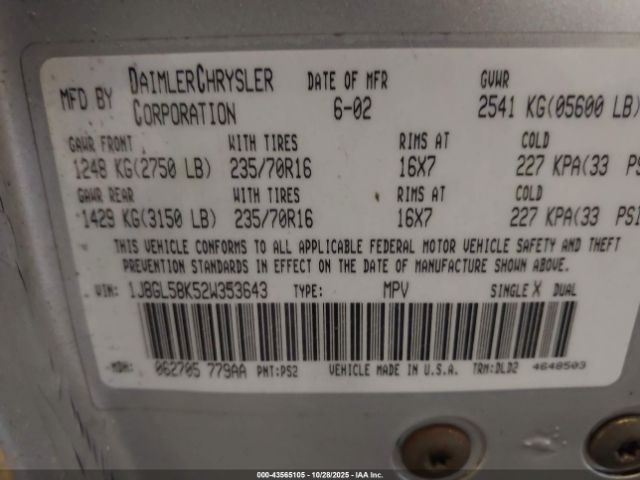 MFD BY DAIMLERCHRYSLER CORPORATION DATE OF MFR 6-02 GVWR 2541 KG(05600 LB)
GAWR FRONT WITH TIRES RIMS AT COLD
1248 KG(2750 LB) 235/70R16 16X7 227 KPA(33 PS
GAWR REAR WITH TIRES RIMS AT COLD
1429 KG(3150 LB) 235/70R16 16X7 227 KPA(33 PSI
THIS VEHICLE CONFORMS TO ALL APPLICABLE FEDERAL MOTOR VEHICLE SAFETY AND THEFT
PREVENTION STANDARDS IN EFFECT ON THE DATE OF MANUFACTURE SHOWN ABOVE.
VIN: 1J8GL58K52W353643 TYPE: MPV SINGLE X DUAL
MDH: 062705 779AA PNT:PS2 VEHICLE MADE IN U.S.A. TRM:DLD2 4648503
000-43565105 | 10/28/2025 | IAA Inc.